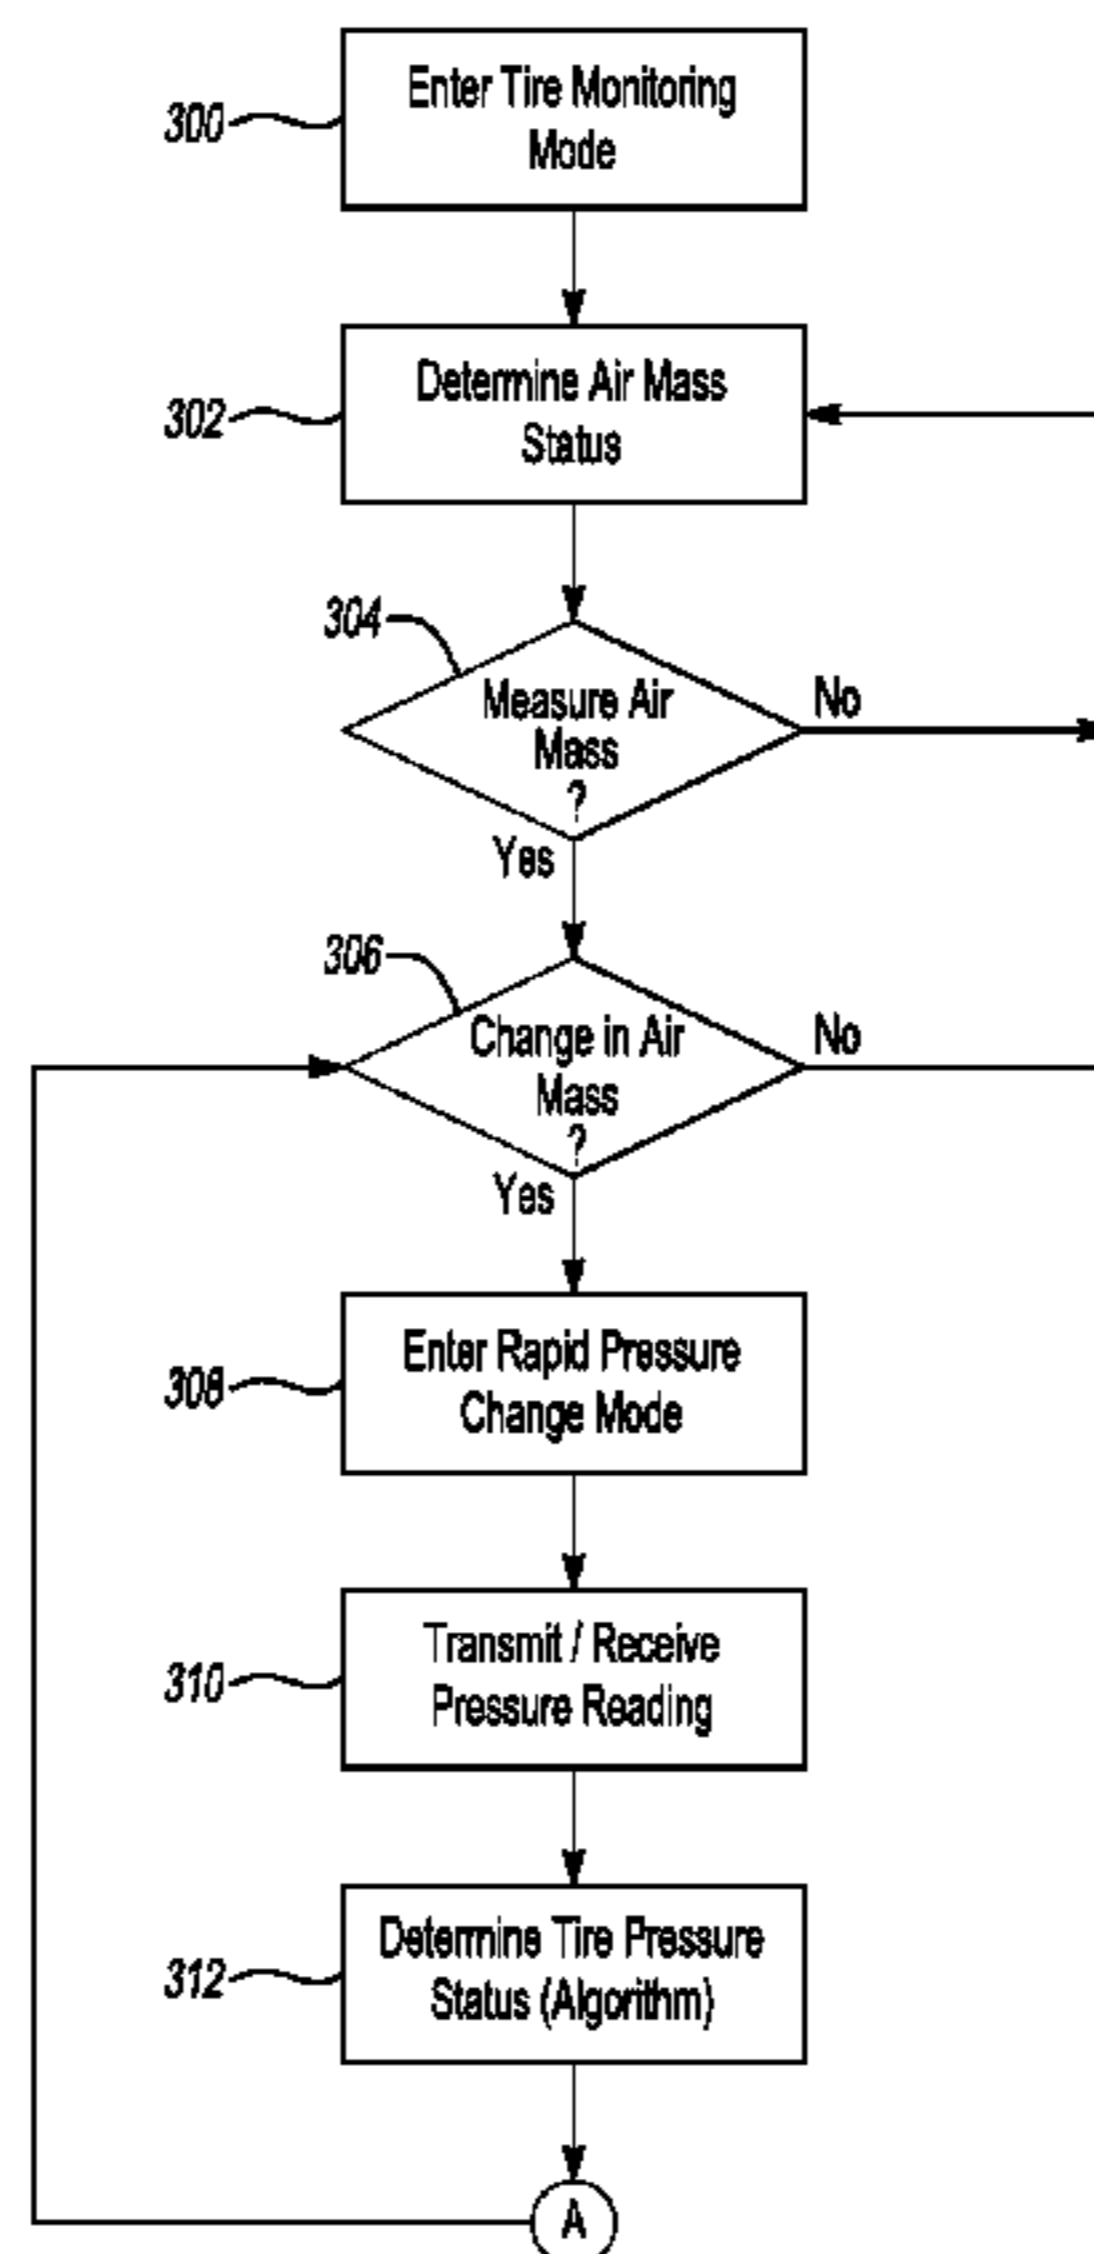 300
Enter Tire Monitoring
Mode
302
Determine Air Mass
Status
304
Measure Air
Mass
?
No
Yes
306
Change in Air
Mass
?
No
Yes
308
Enter Rapid Pressure
Change Mode
310
Transmit / Receive
Pressure Reading
312
Determine Tire Pressure
Status (Algorithm)
A